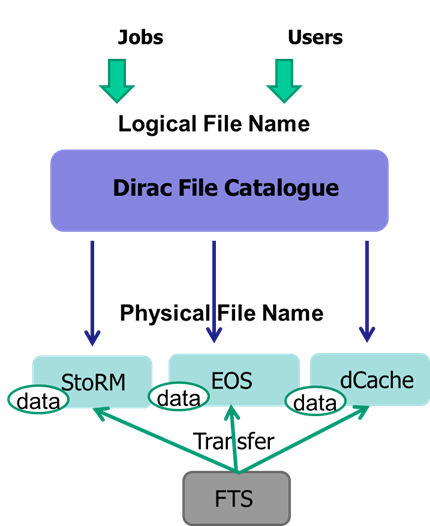 Jobs Users
Logical File Name
Dirac File Catalogue
Physical File Name
StoRM EOS dCache
data data data
Transfer
FTS